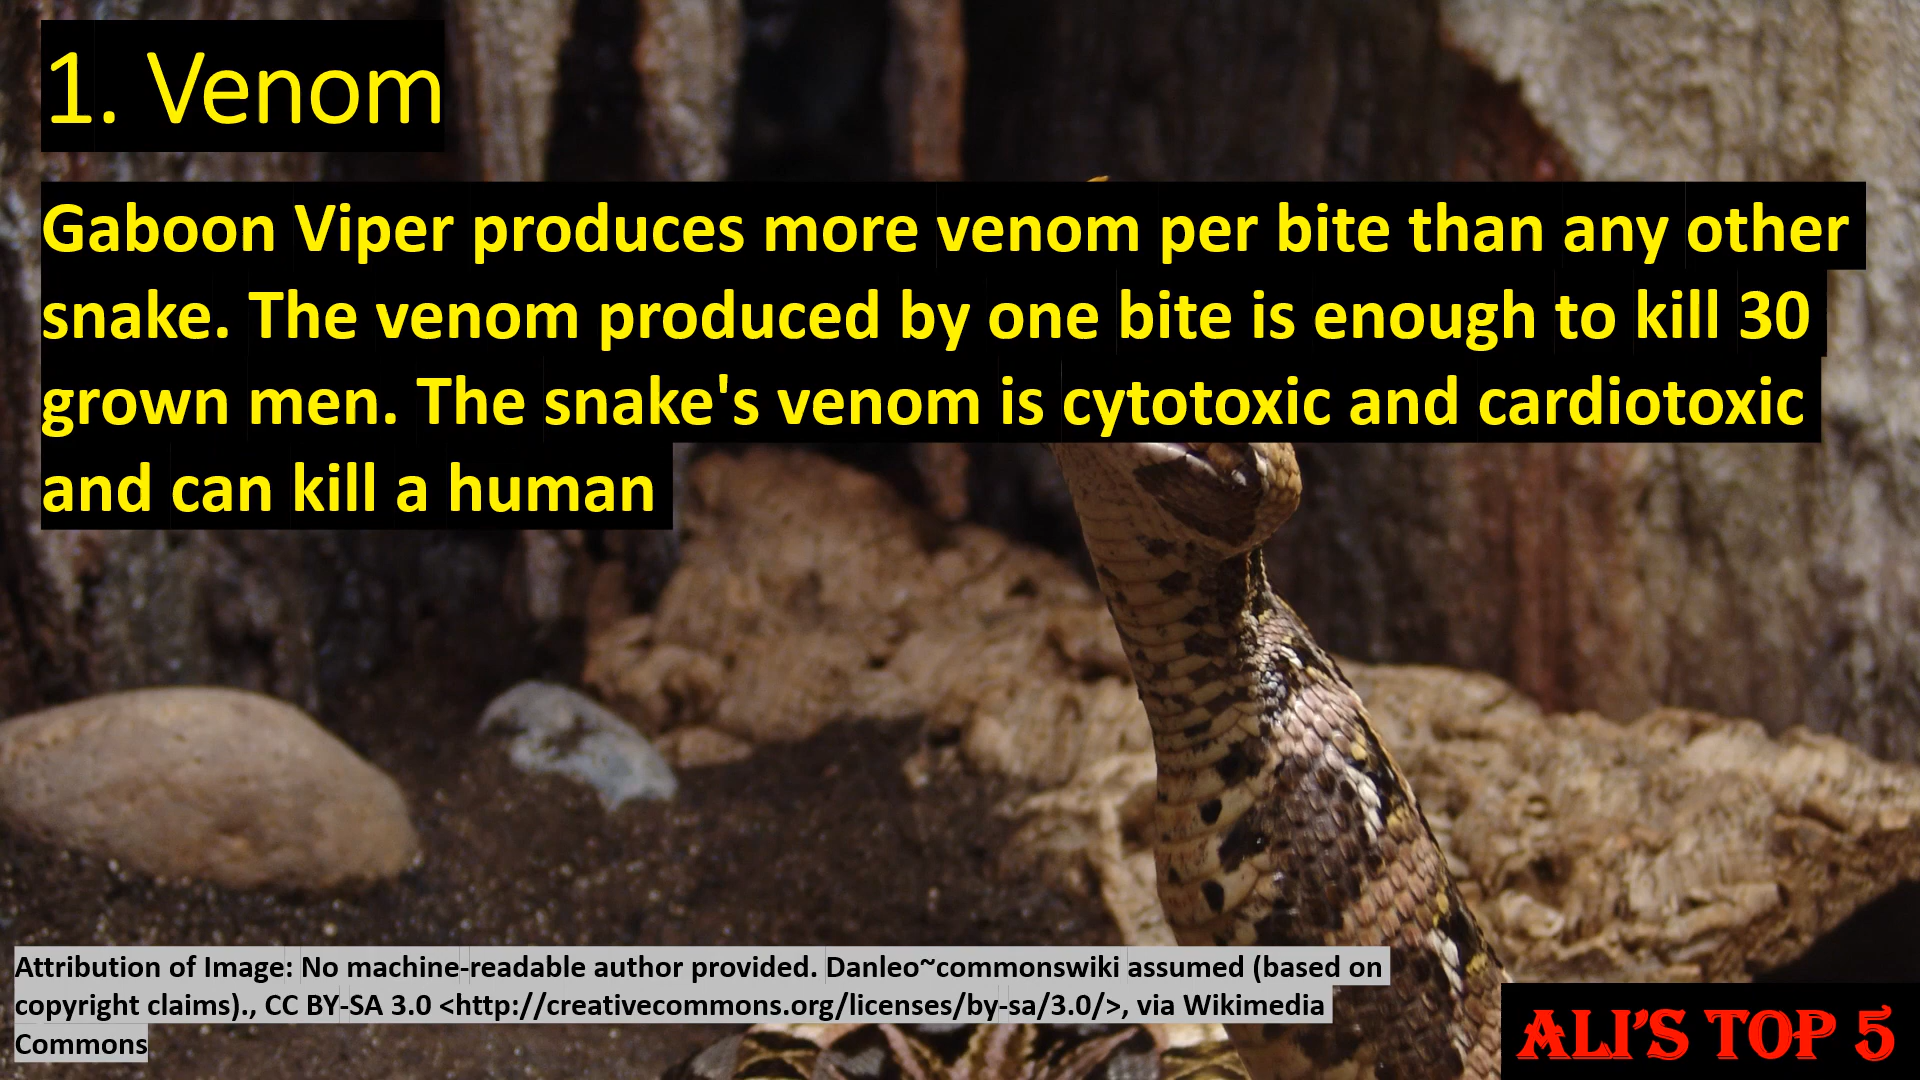 1. Venom
Gaboon Viper produces more venom per bite than any other
snake. The venom produced by one bite is enough to kill 30
grown men. The snake's venom is cytotoxic and cardiotoxic
and can kill a human
Attribution of Image: No machine-readable author provided. Danleo~commonswiki assumed (based on
copyright claims)., CC BY-SA 3.0 <http://creativecommons.org/licenses/by-sa/3.0/>, via Wikimedia
Commons
ALI'S TOP 5